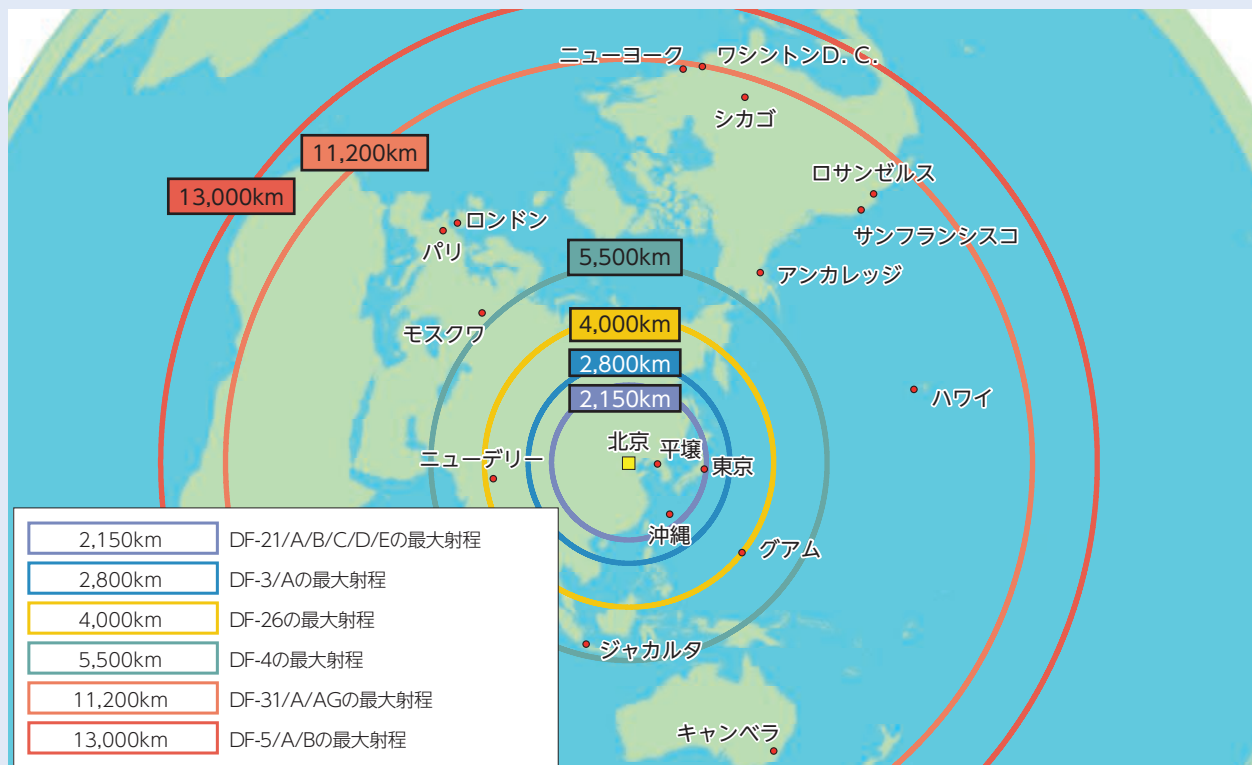 ニューヨーク
ワシントンD. C.
シカゴ
11,200km
13,000km
ロサンゼルス
ロンドン
サンフランシスコ
パリ
5,500km
アンカレッジ
モスクワ
4,000km
2,800km
2,150km
ハワイ
北京
平壌
ニューデリー
東京
沖縄
グアム
ジャカルタ
キャンベラ
2,150km DF-21/A/B/C/D/Eの最大射程
2,800km DF-3/Aの最大射程
4,000km DF-26の最大射程
5,500km DF-4の最大射程
11,200km DF-31/A/AGの最大射程
13,000km DF-5/A/Bの最大射程